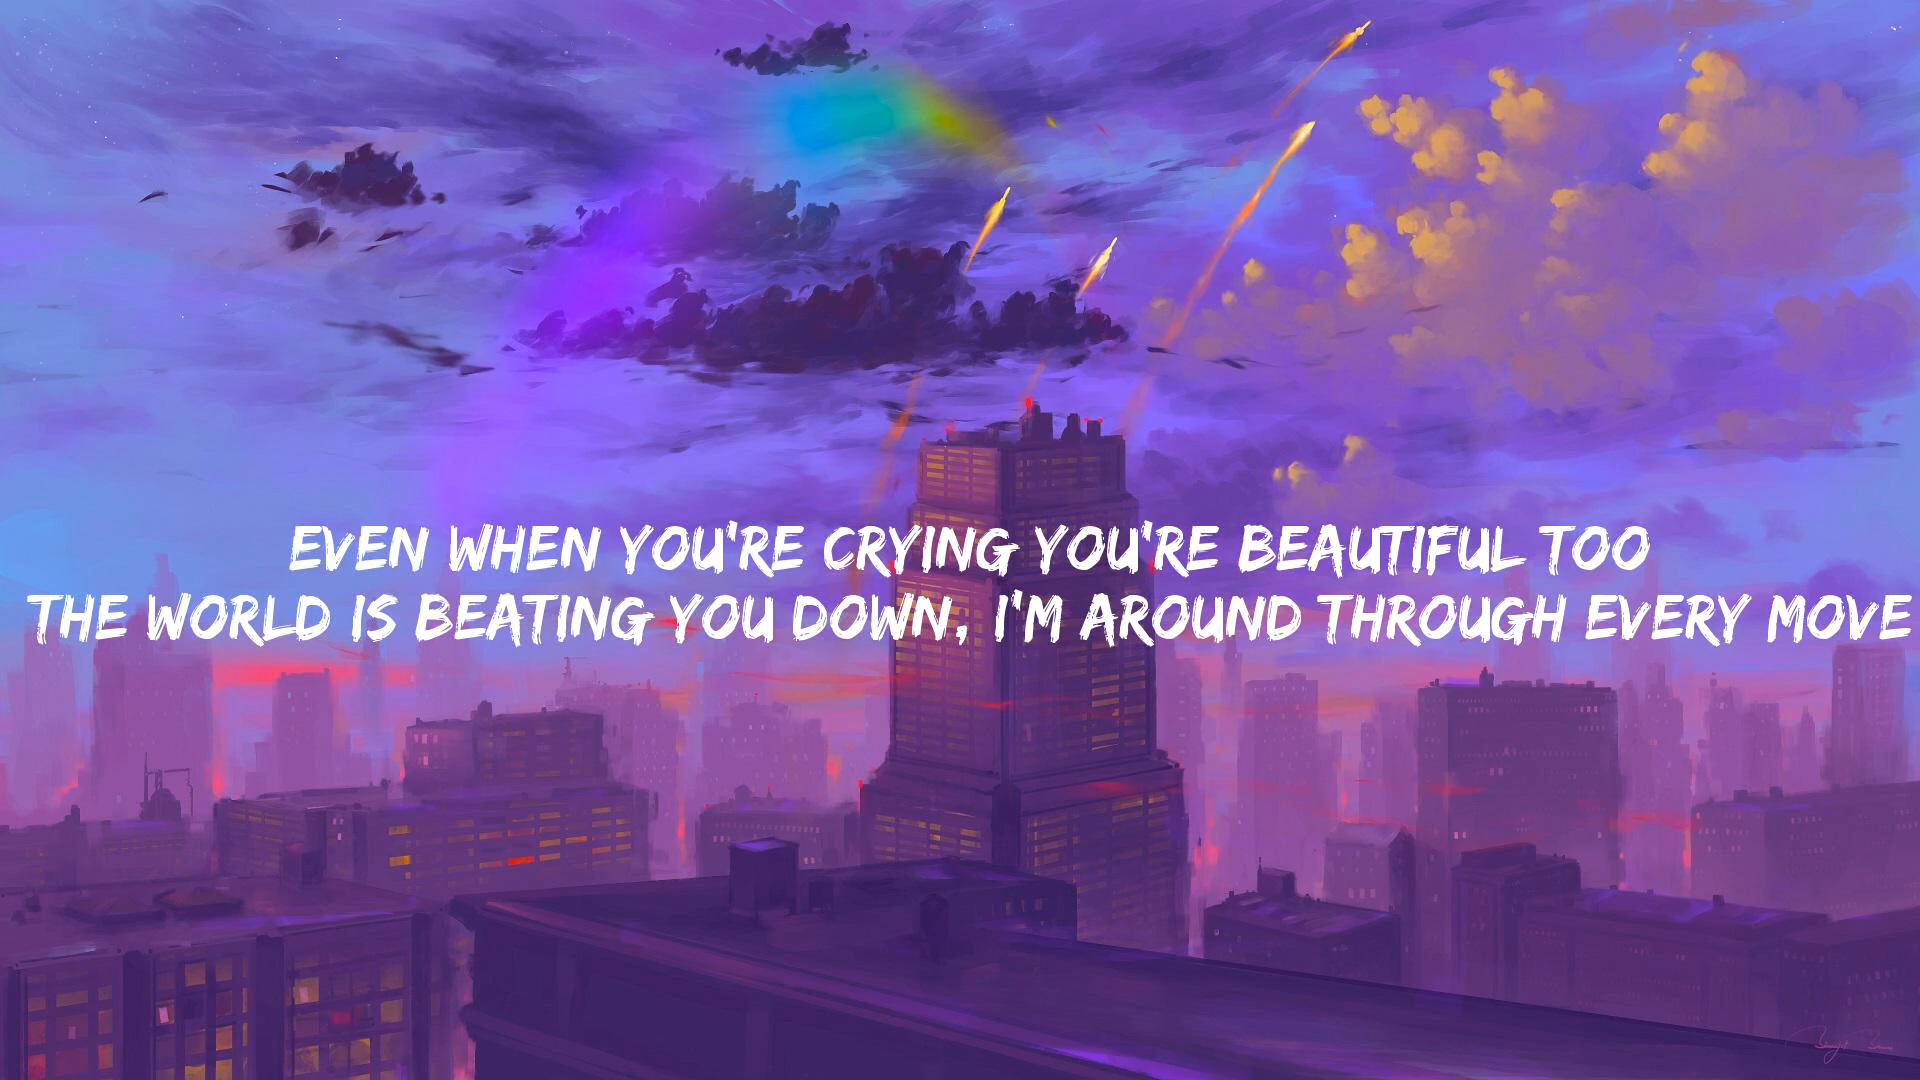 EVEN WHEN YOU'RE CRYING YOU'RE BEAUTIFUL TOO
THE WORLD IS BEATING YOU DOWN, I'M AROUND THROUGH EVERY MOVE